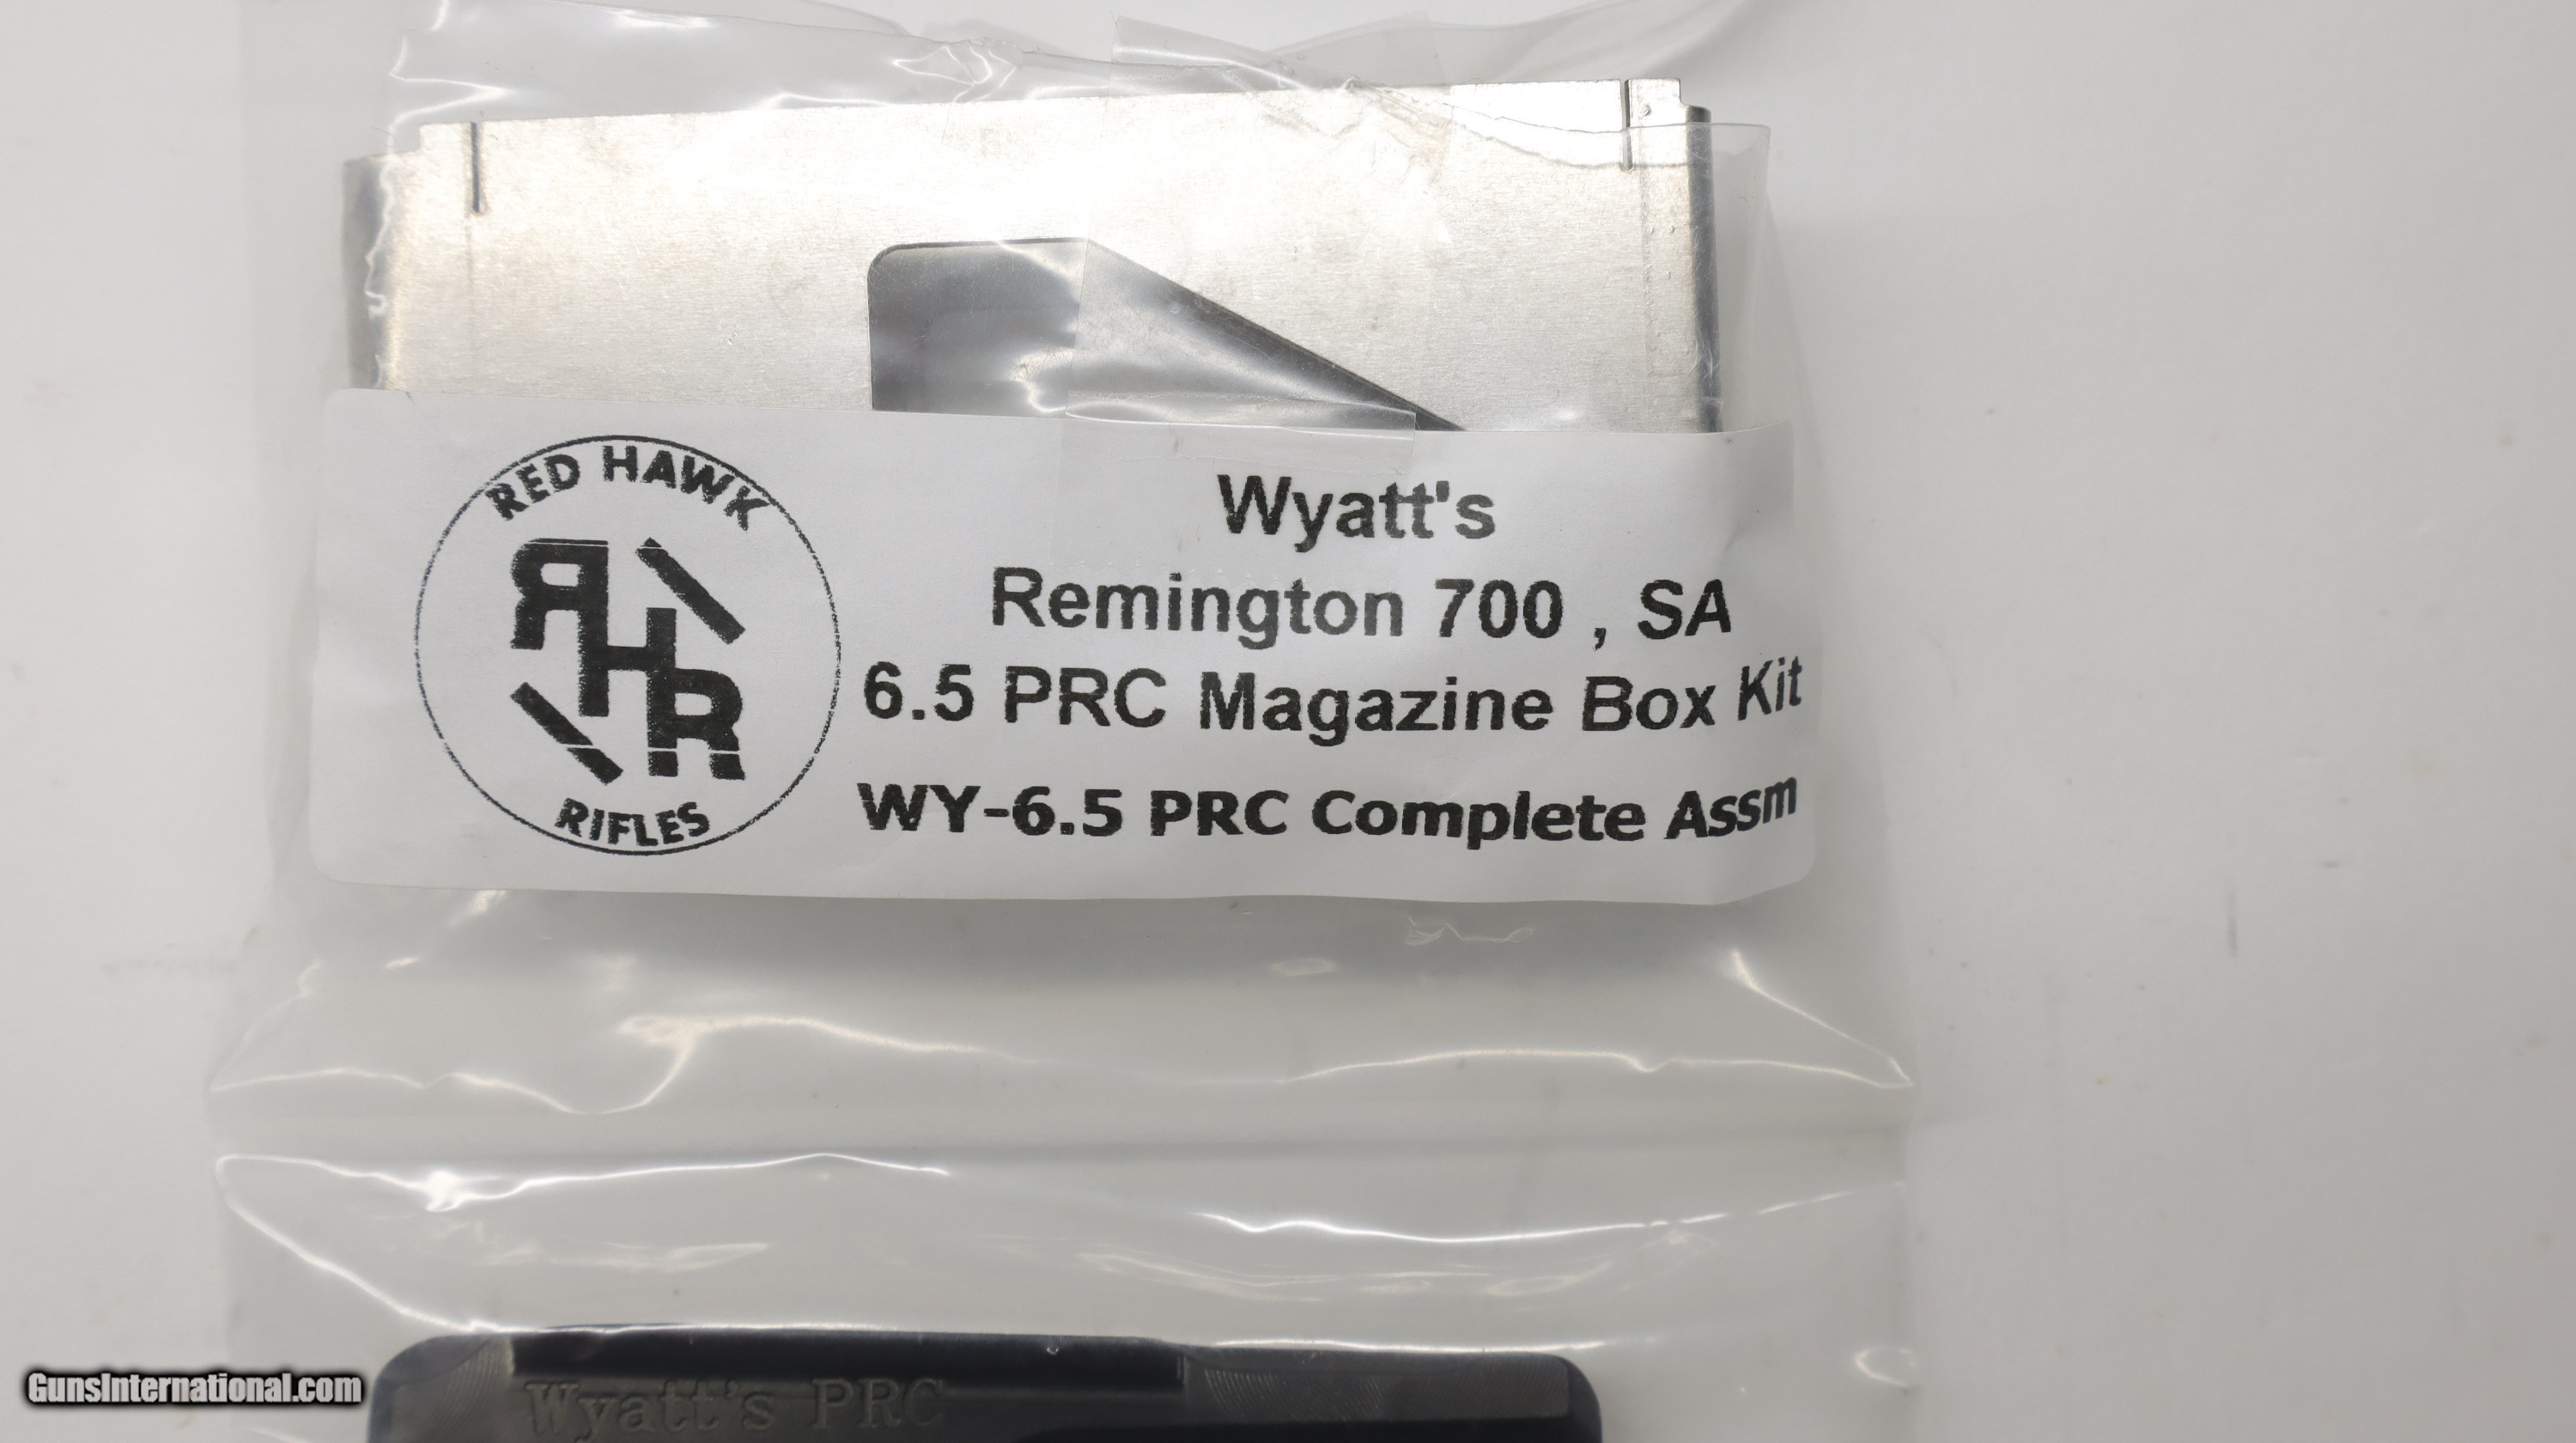 RED HAWK
RHR
RIFLES
Wyatt's
Remington 700 , SA
6.5 PRC Magazine Box Kit
WY-6.5 PRC Complete Assm
Wyatt's PRC
GunsInternational.com